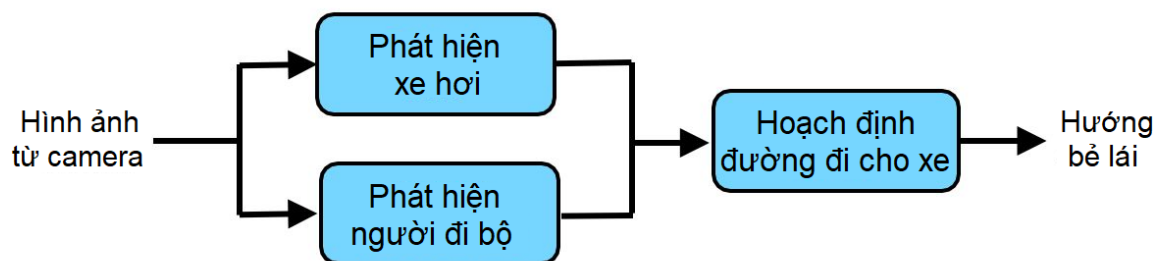 Hình ảnh
từ camera
Phát hiện
xe hơi
Phát hiện
người đi bộ
Hoạch định
đường đi cho xe
Hướng
bẻ lái